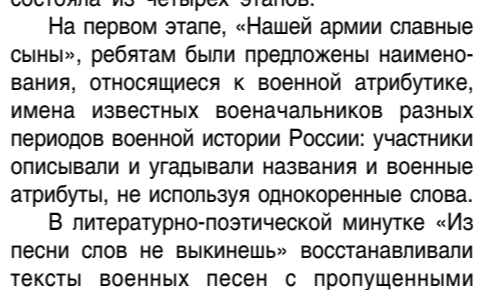 состояла из четырёх этапов.
На первом этапе, «Нашей армии славные
сыны», ребятам были предложены наимено-
вания, относящиеся к военной атрибутике,
имена известных военачальников разных
периодов военной истории России: участники
описывали и угадывали названия и военные
атрибуты, не используя однокоренные слова.
В литературно-поэтической минутке «Из
песни слов не выкинешь» восстанавливали
тексты военных песен с пропущенными